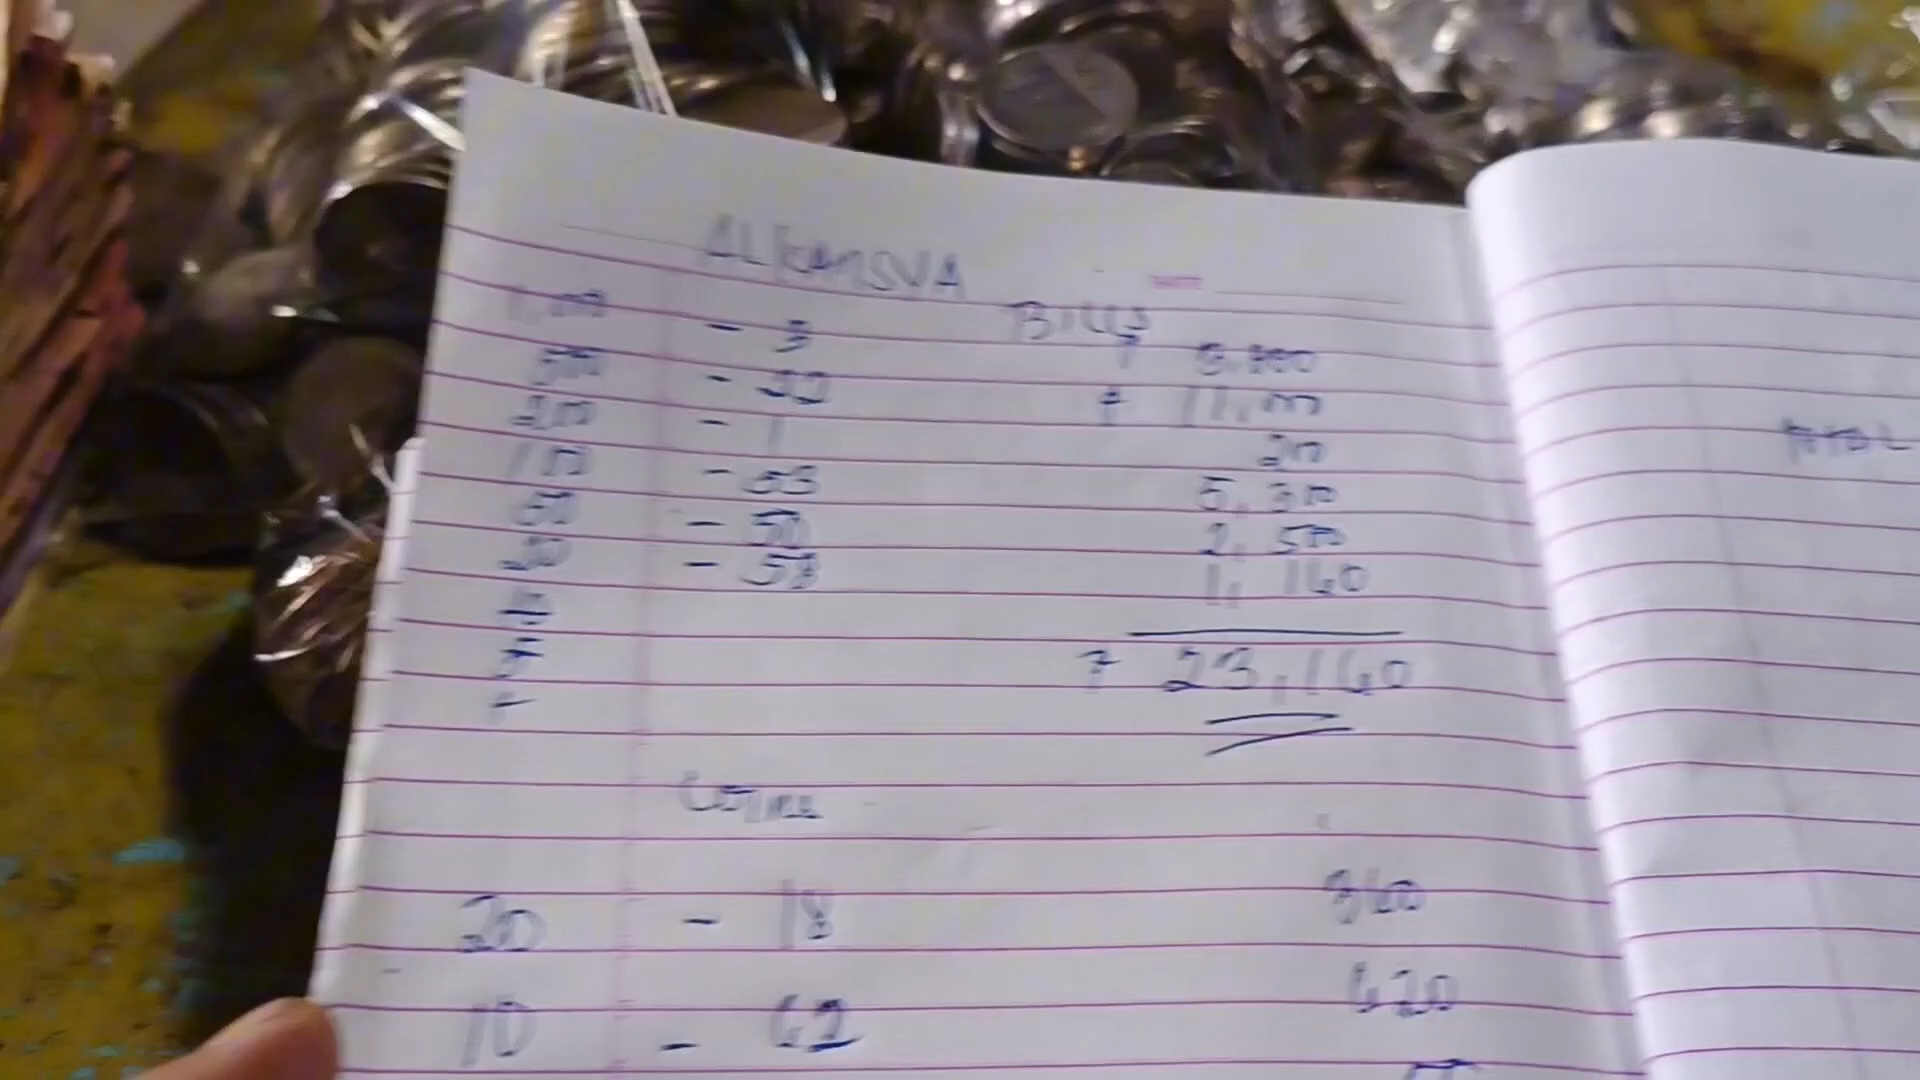 ALKANSYA
Bills
1,000 - 3 ₱ 3,000
500 - 22 ₱ 11,000
200 - 1 200
100 - 53 5,300
50 - 50 2,500
20 - 58 1,160
₱ 23,160
Coins
20 - 18 360
10 - 62 620
TOTAL